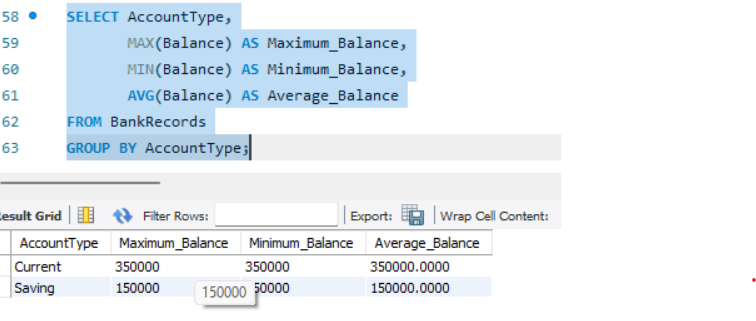 58 SELECT AccountType,
59 MAX(Balance) AS Maximum_Balance,
60 MIN(Balance) AS Minimum_Balance,
61 AVG(Balance) AS Average_Balance
62 FROM BankRecords
63 GROUP BY AccountType;
esult Grid Filter Rows: Export: Wrap Cell Content:
AccountType Maximum_Balance Minimum_Balance Average_Balance
Current 350000 350000 350000.0000
Saving 150000 150000 50000 150000.0000